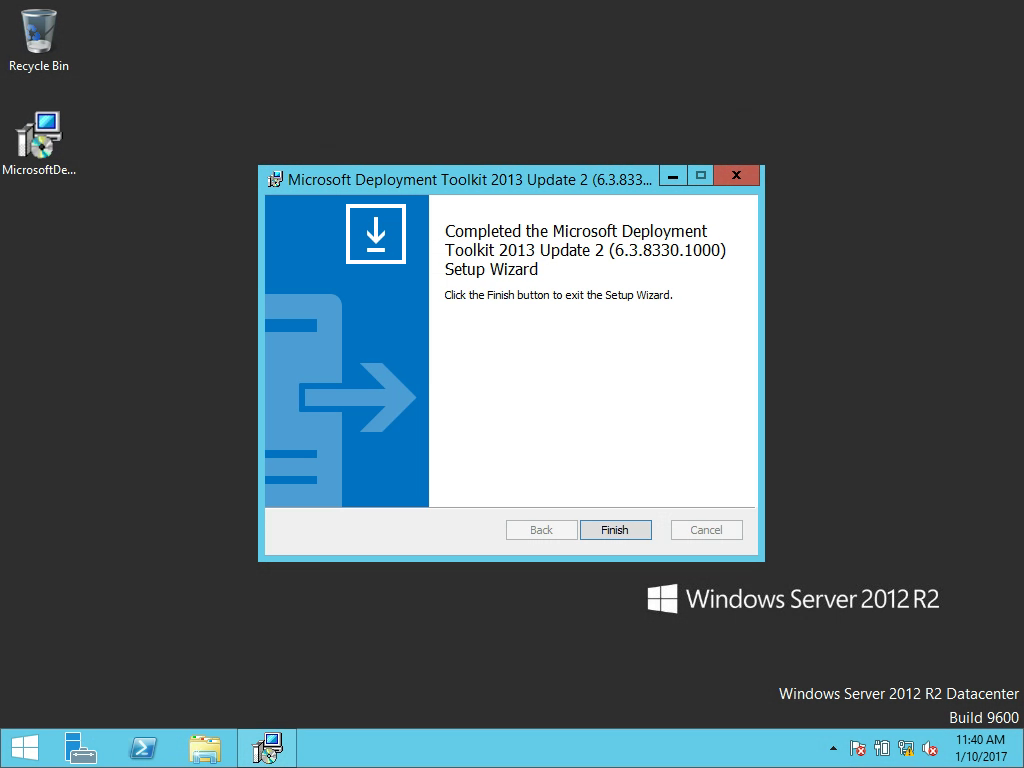 Recycle Bin
MicrosoftDe...
Microsoft Deployment Toolkit 2013 Update 2 (6.3.833...
Completed the Microsoft Deployment
Toolkit 2013 Update 2 (6.3.8330.1000)
Setup Wizard
Click the Finish button to exit the Setup Wizard.
Back
Finish
Cancel
Windows Server 2012 R2
Windows Server 2012 R2 Datacenter
Build 9600
11:40 AM
1/10/2017